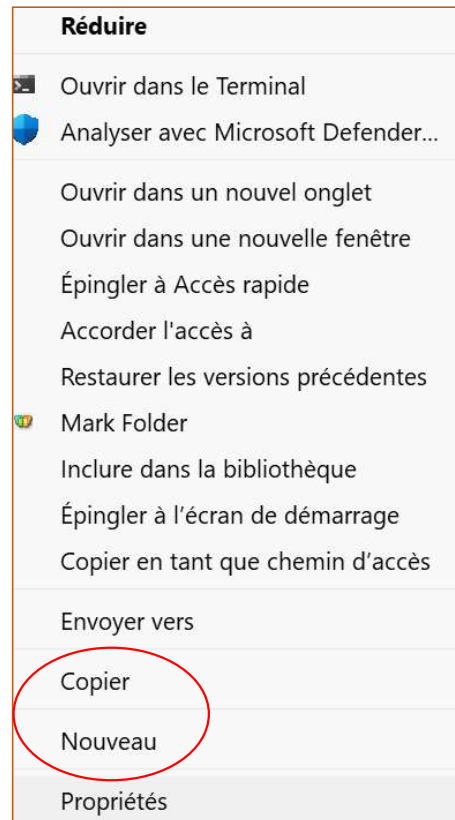 Réduire
Ouvrir dans le Terminal
Analyser avec Microsoft Defender...
Ouvrir dans un nouvel onglet
Ouvrir dans une nouvelle fenêtre
Épingler à Accès rapide
Accorder l'accès à
Restaurer les versions précédentes
Mark Folder
Inclure dans la bibliothèque
Épingler à l’écran de démarrage
Copier en tant que chemin d’accès
Envoyer vers
Copier
Nouveau
Propriétés